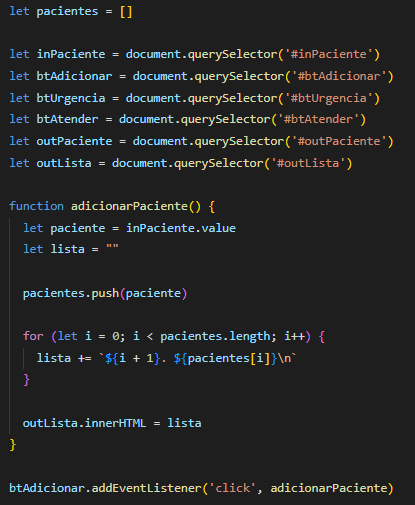 let pacientes = []
let inPaciente = document.querySelector('#inPaciente')
let btAdicionar = document.querySelector('#btAdicionar')
let btUrgencia = document.querySelector('#btUrgencia')
let btAtender = document.querySelector('#btAtender')
let outPaciente = document.querySelector('#outPaciente')
let outLista = document.querySelector('#outLista')
function adicionarPaciente() {
let paciente = inPaciente.value
let lista = ""
pacientes.push(paciente)
for (let i = 0; i < pacientes.length; i++) {
lista += `${i + 1}. ${pacientes[i]}\n`
}
outLista.innerHTML = lista
}
btAdicionar.addEventListener('click', adicionarPaciente)